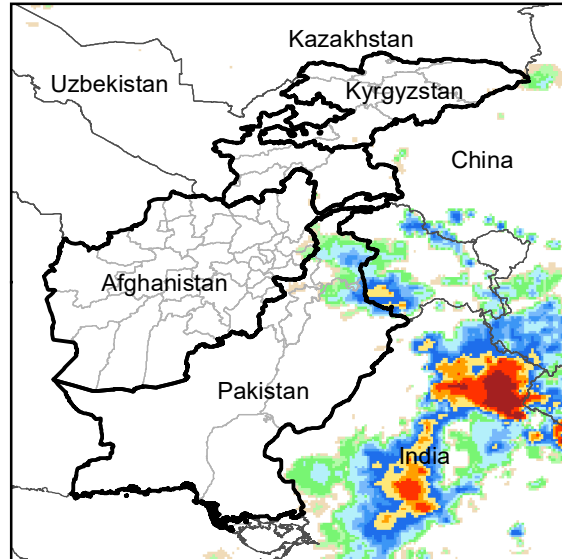 Kazakhstan
Uzbekistan
Kyrgyzstan
China
Afghanistan
Pakistan
India